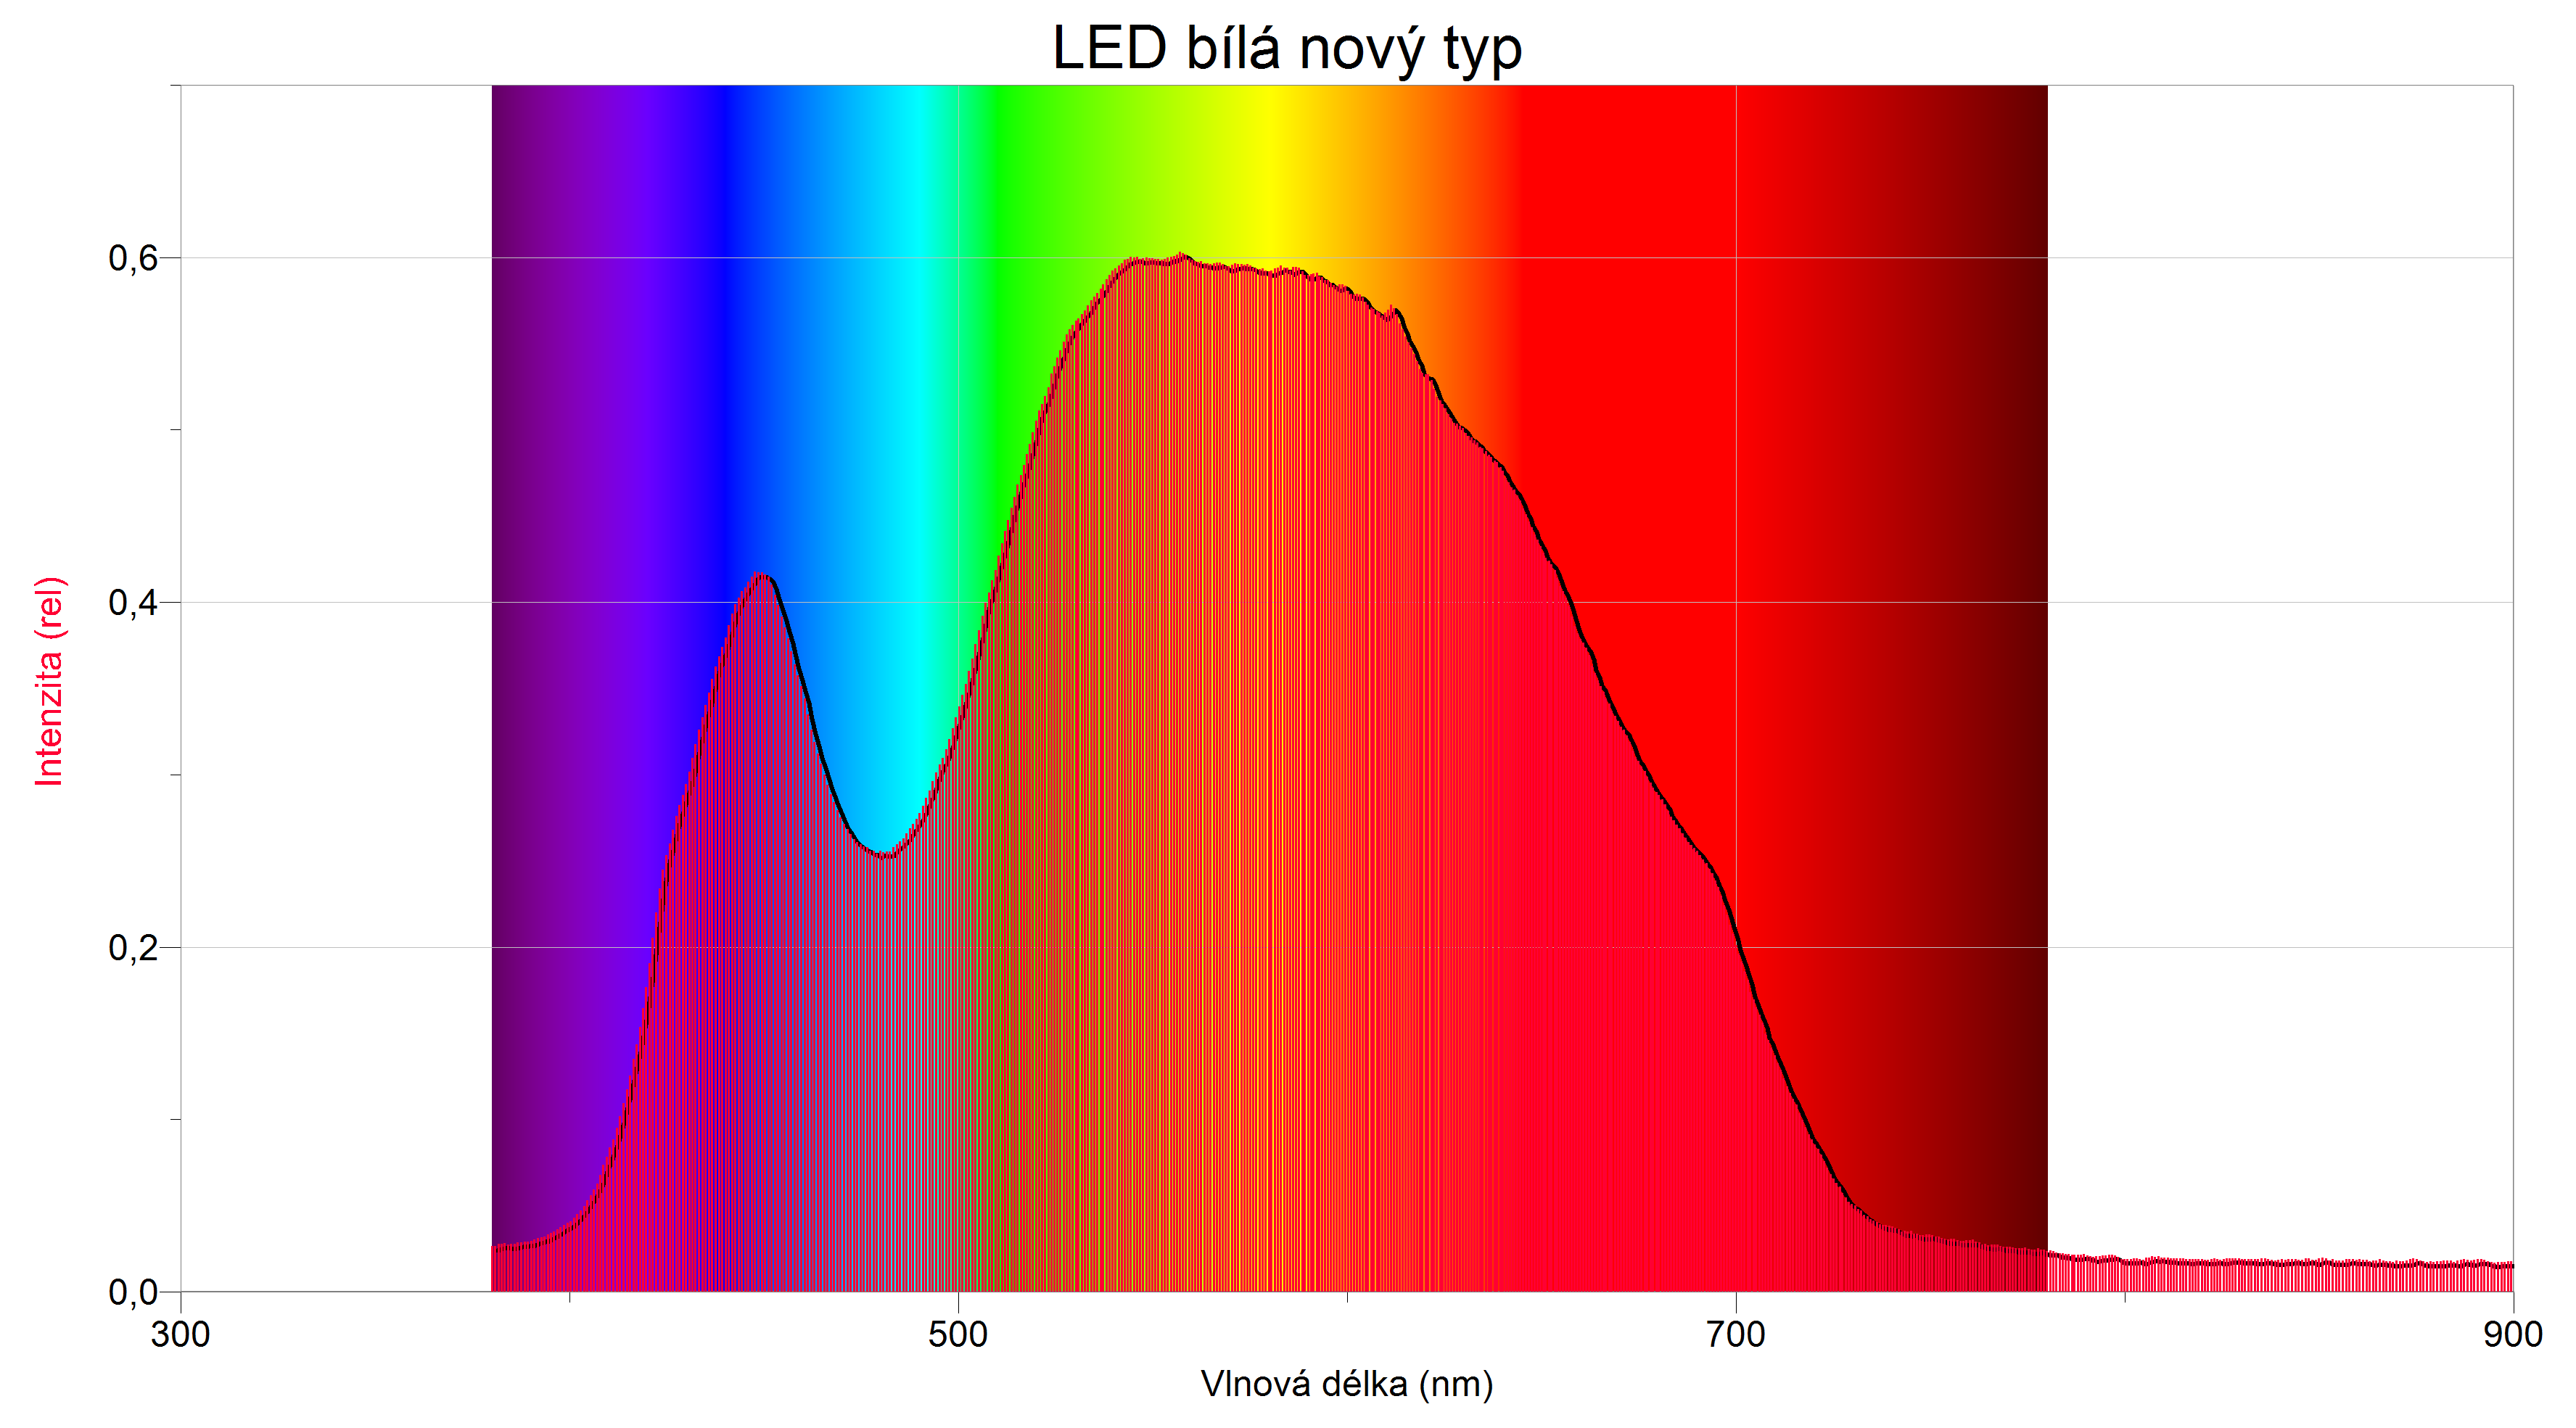 LED bílá nový typ
0,6
0,4
0,2
0,0
Intenzita (rel)
300 500 700 900
Vlnová délka (nm)